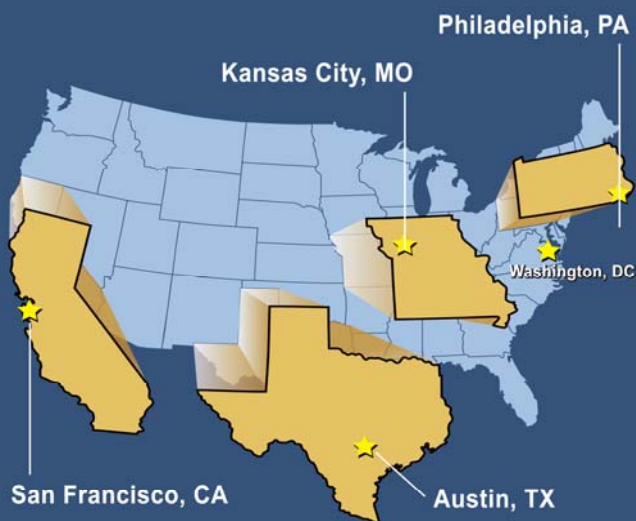 Philadelphia, PA
Kansas City, MO
Washington, DC
San Francisco, CA
Austin, TX